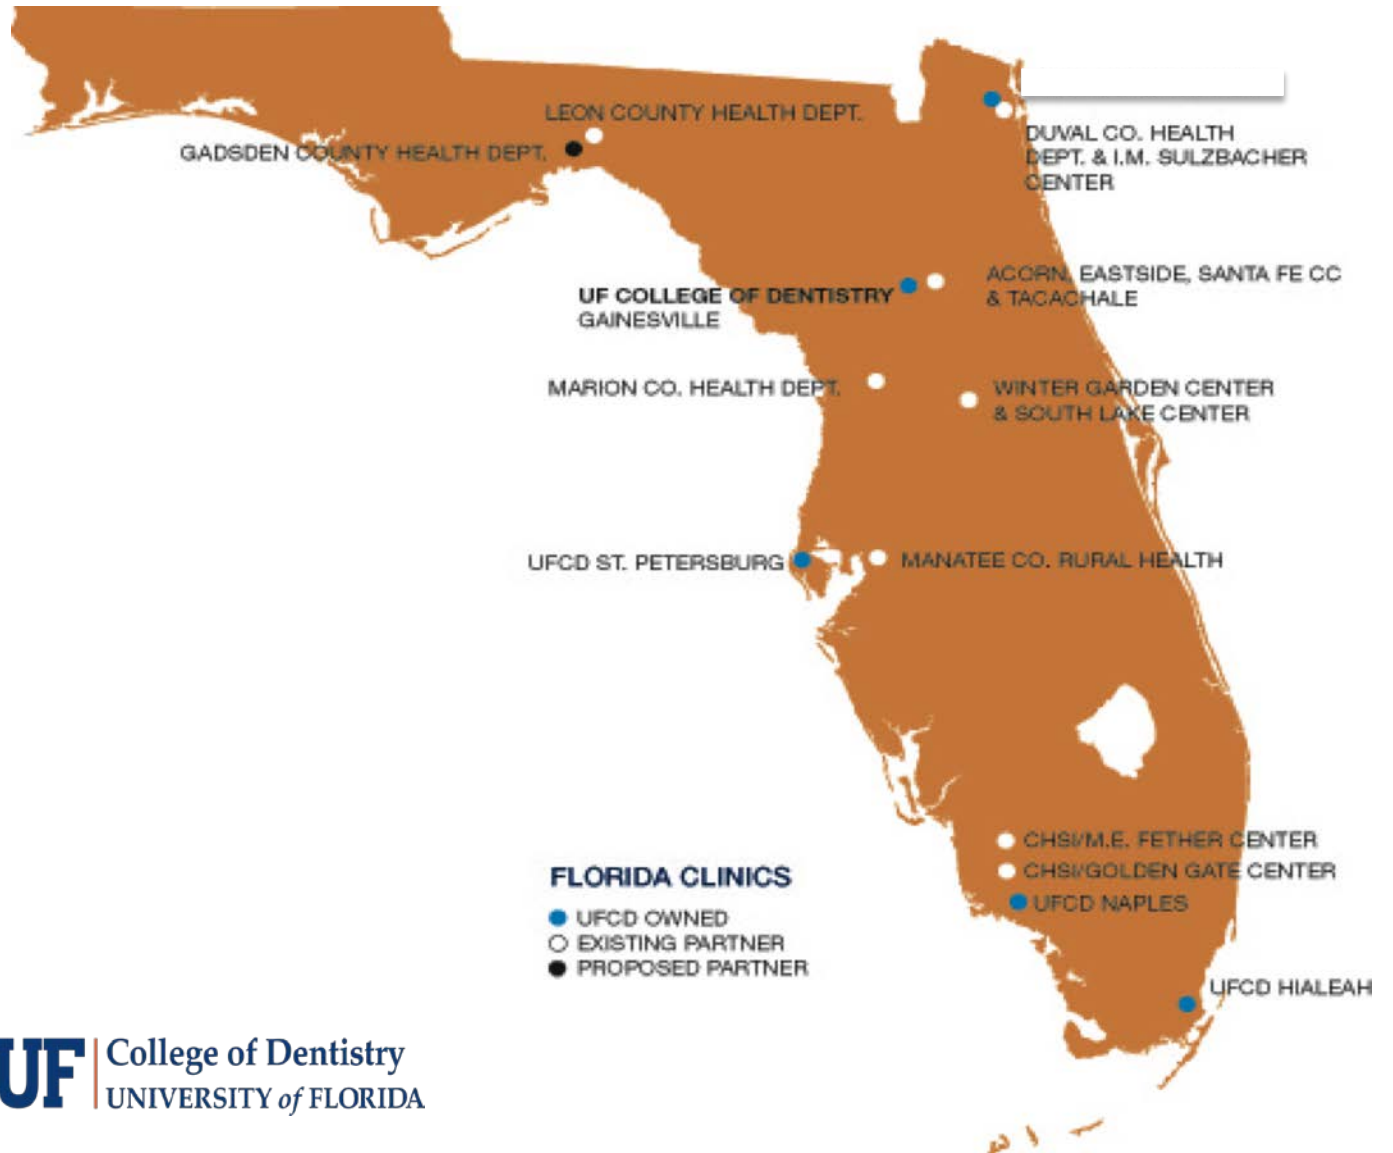 LEON COUNTY HEALTH DEPT.
GADSDEN COUNTY HEALTH DEPT.
DUVAL CO. HEALTH
DEPT. & I.M. SULZBACHER
CENTER
ACORN, EASTSIDE, SANTA FE CC
& TACACHALE
UF COLLEGE OF DENTISTRY
GAINESVILLE
MARION CO. HEALTH DEPT.
WINTER GARDEN CENTER
& SOUTH LAKE CENTER
UFCD ST. PETERSBURG
MANATEE CO. RURAL HEALTH
CHSI/M.E. FETHER CENTER
CHSI/GOLDEN GATE CENTER
UFCD NAPLES
UFCD HIALEAH
FLORIDA CLINICS
UFCD OWNED
EXISTING PARTNER
PROPOSED PARTNER
UF College of Dentistry
UNIVERSITY of FLORIDA